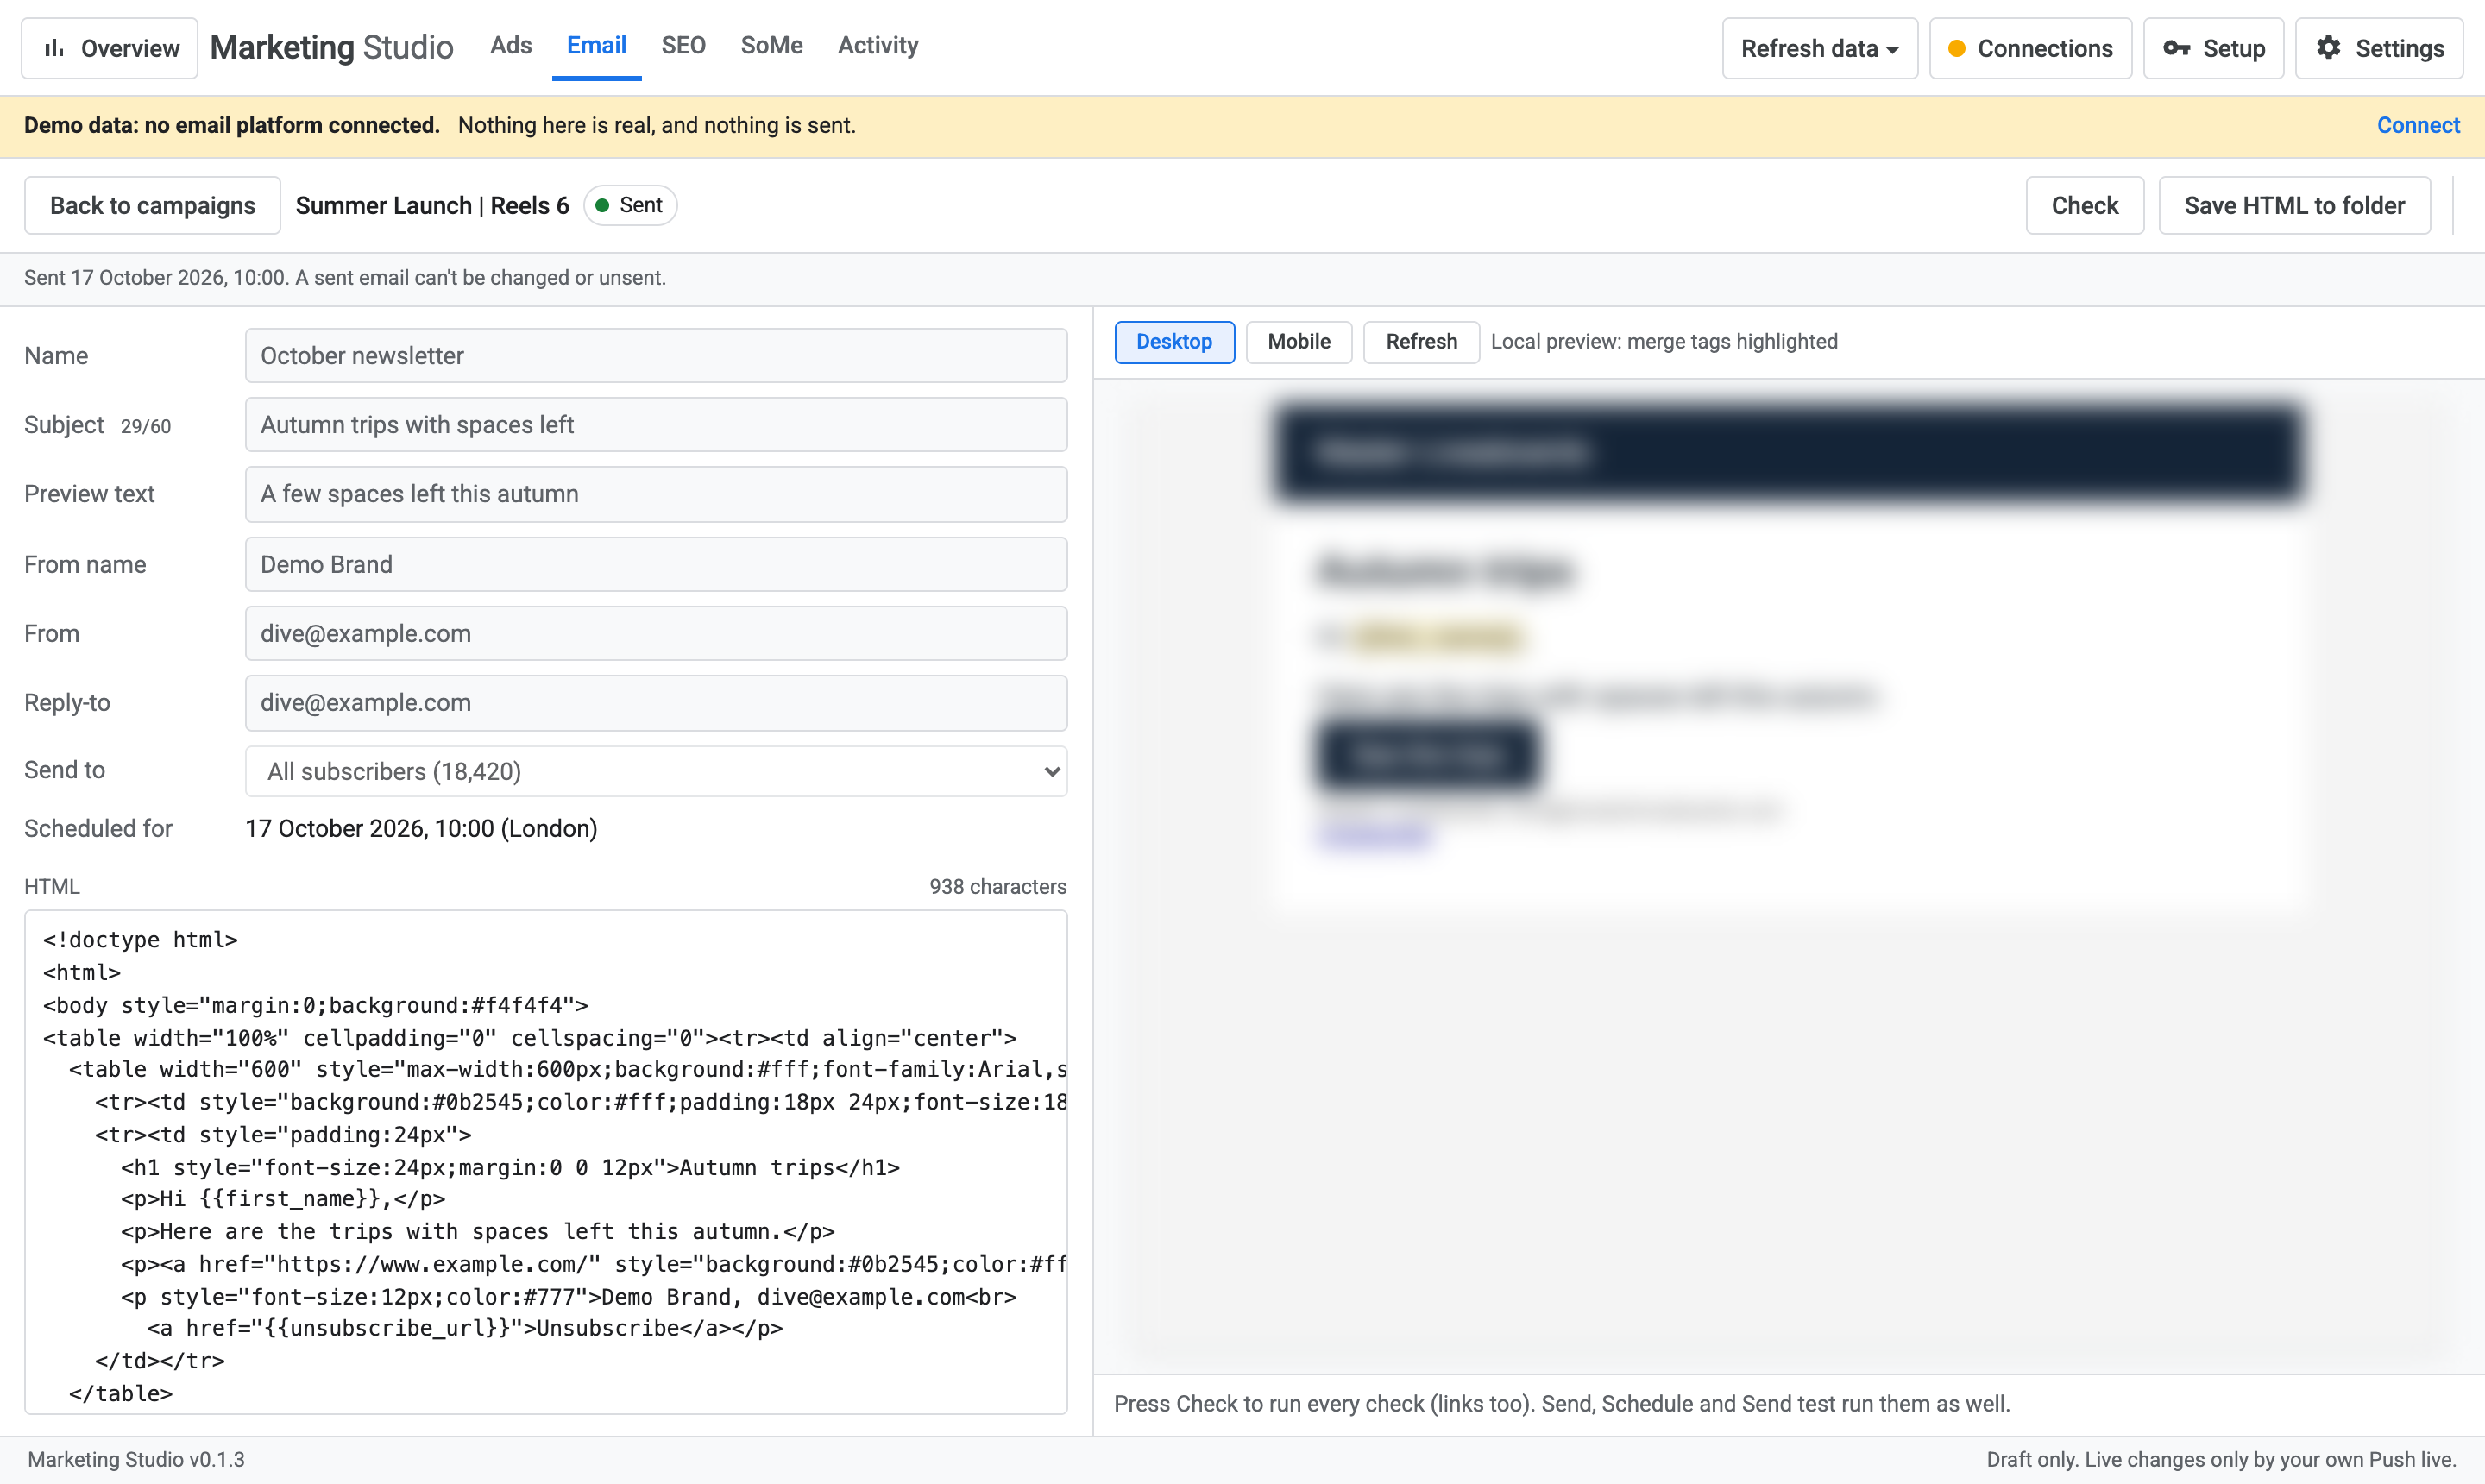 Overview Marketing Studio Ads Email SEO SoMe Activity Refresh data Connections Setup Settings
Demo data: no email platform connected. Nothing here is real, and nothing is sent. Connect
Back to campaigns Summer Launch | Reels 6 Sent Check Save HTML to folder
Sent 17 October 2026, 10:00. A sent email can't be changed or unsent.
Name October newsletter
Subject 29/60 Autumn trips with spaces left
Preview text A few spaces left this autumn
From name Demo Brand
From dive@example.com
Reply-to dive@example.com
Send to All subscribers (18,420)
Scheduled for 17 October 2026, 10:00 (London)
HTML 938 characters
<!doctype html>
<html>
<body style="margin:0;background:#f4f4f4">
<table width="100%" cellpadding="0" cellspacing="0"><tr><td align="center">
<table width="600" style="max-width:600px;background:#fff;font-family:Arial,s
<tr><td style="background:#0b2545;color:#fff;padding:18px 24px;font-size:18
<tr><td style="padding:24px">
<h1 style="font-size:24px;margin:0 0 12px">Autumn trips</h1>
<p>Hi {{first_name}},</p>
<p>Here are the trips with spaces left this autumn.</p>
<p><a href="https://www.example.com/" style="background:#0b2545;color:#ff
<p style="font-size:12px;color:#777">Demo Brand, dive@example.com<br>
<a href="{{unsubscribe_url}}">Unsubscribe</a></p>
</td></tr>
</table>
Desktop Mobile Refresh Local preview: merge tags highlighted
Autumn trips
Press Check to run every check (links too). Send, Schedule and Send test run them as well.
Marketing Studio v0.1.3 Draft only. Live changes only by your own Push live.